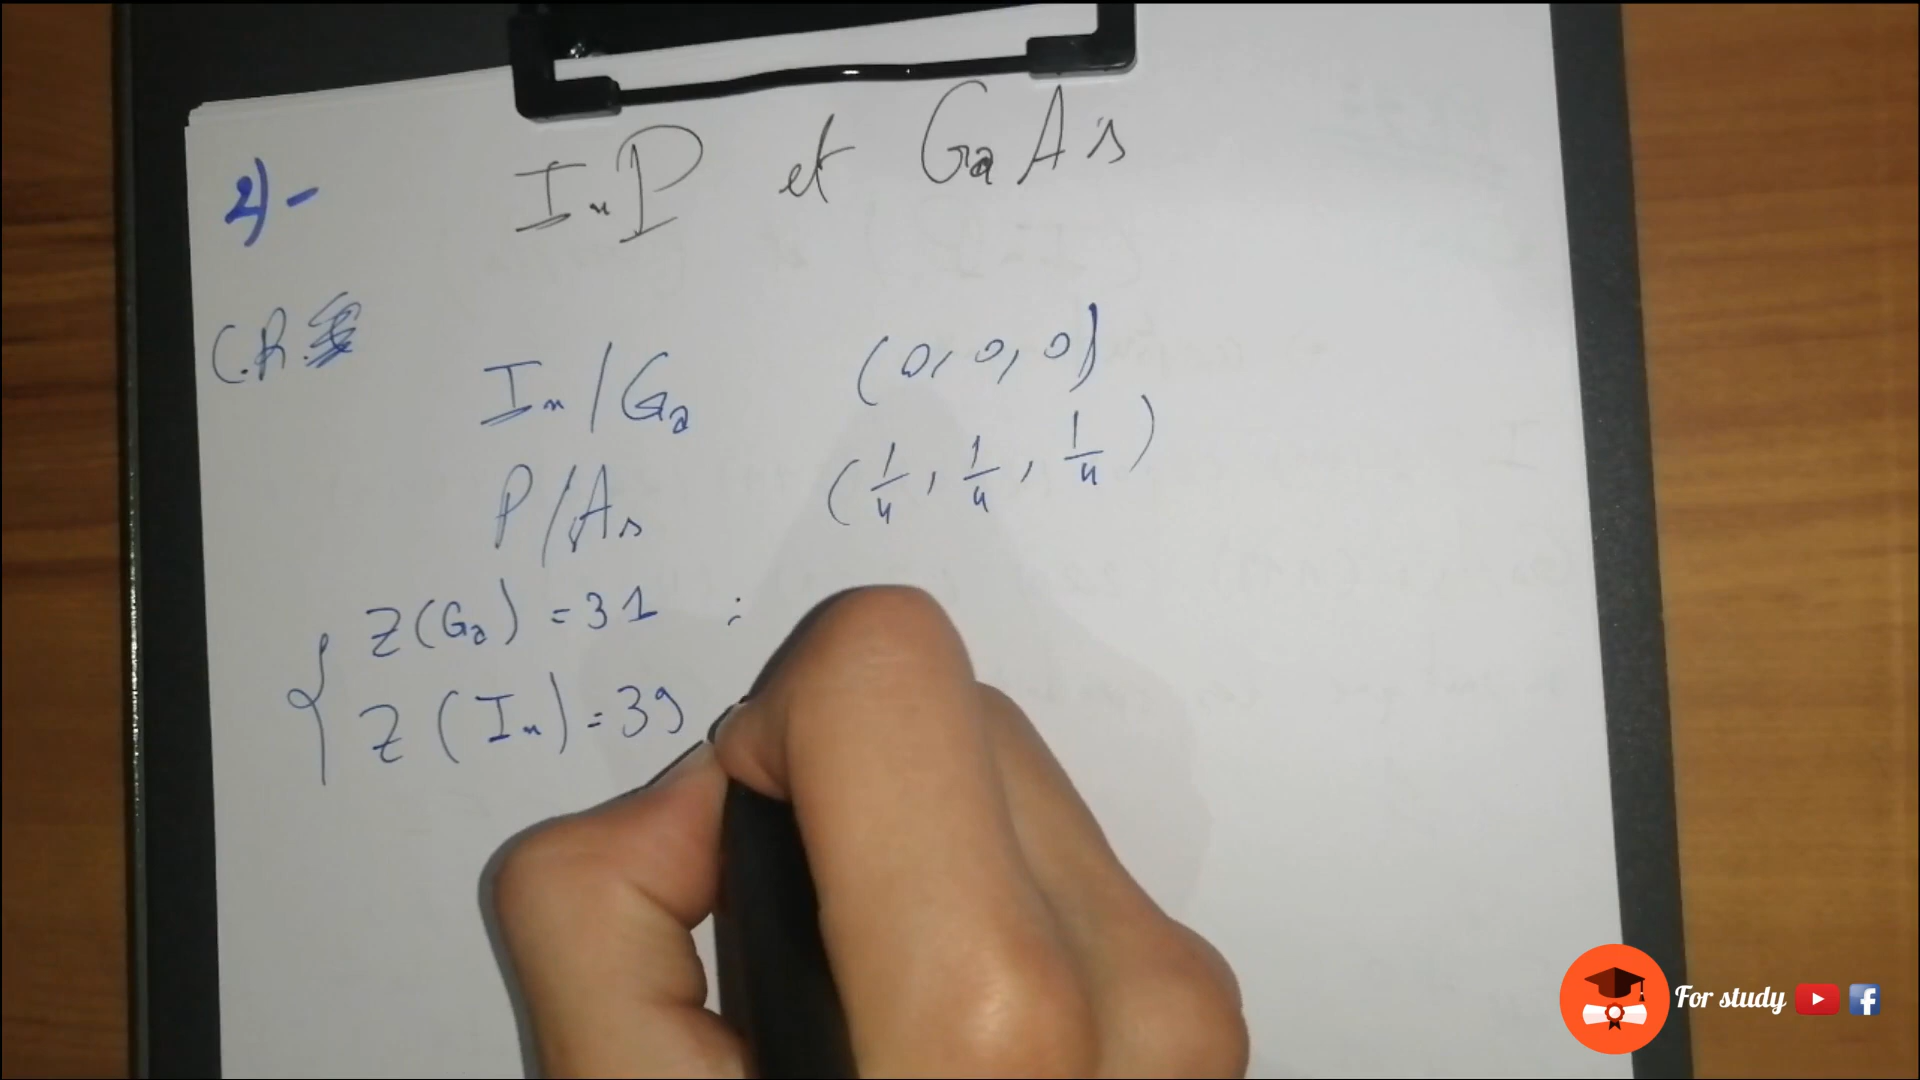 2)- InP et GaAs
C.R.
In/Ga (0, 0, 0)
P/As (1/4, 1/4, 1/4)
Z(Ga) = 31 ;
Z(In) = 39
For study